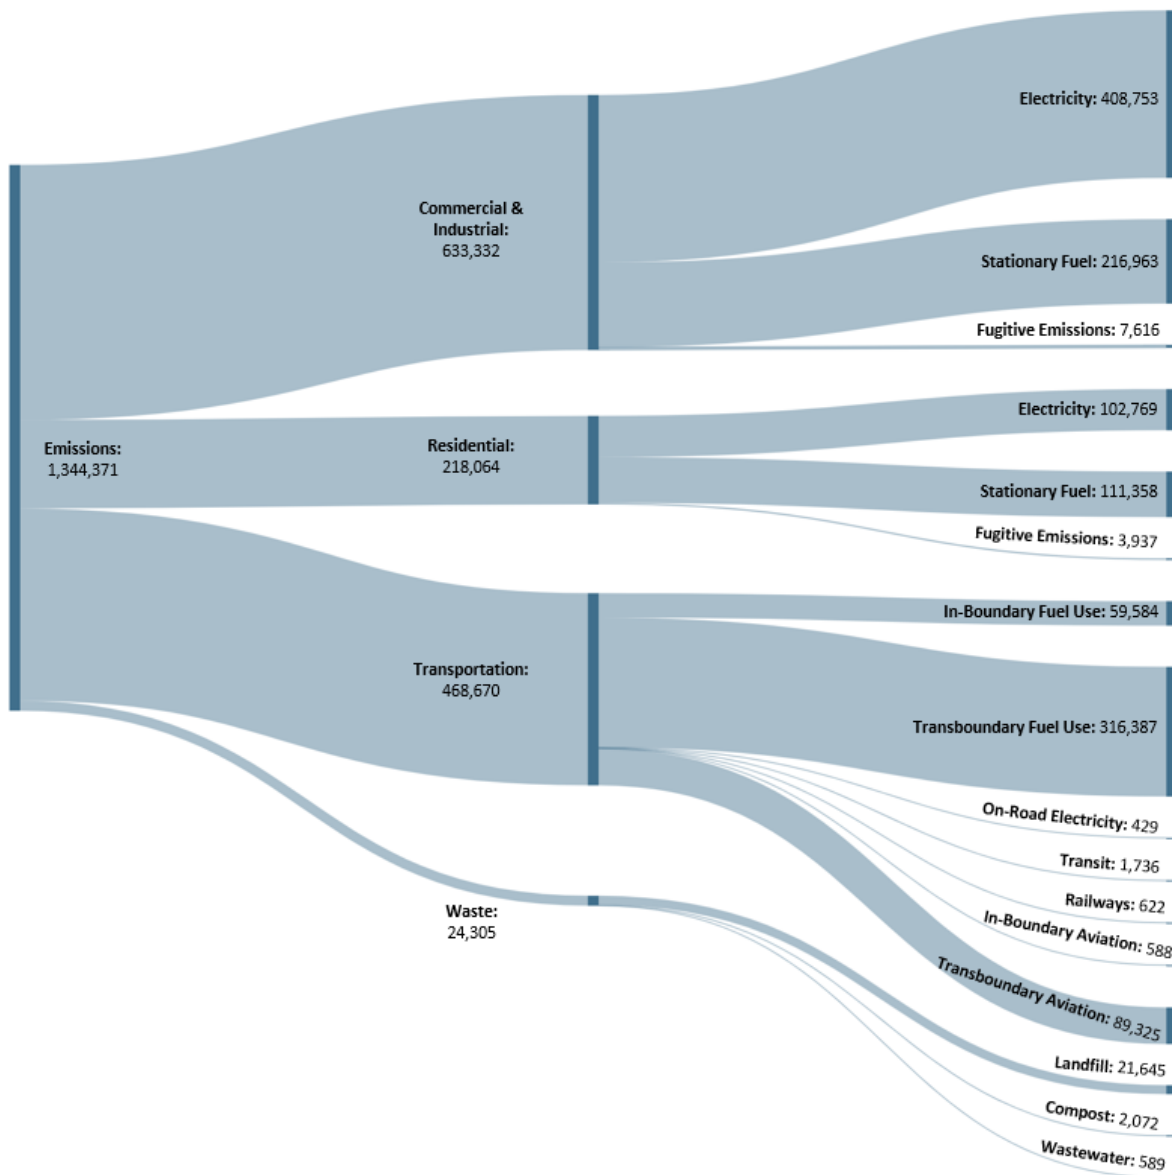 Emissions:
1,344,371
Commercial &
Industrial:
633,332
Residential:
218,064
Transportation:
468,670
Waste:
24,305
Electricity: 408,753
Stationary Fuel: 216,963
Fugitive Emissions: 7,616
Electricity: 102,769
Stationary Fuel: 111,358
Fugitive Emissions: 3,937
In-Boundary Fuel Use: 59,584
Transboundary Fuel Use: 316,387
On-Road Electricity: 429
Transit: 1,736
Railways: 622
In-Boundary Aviation: 588
Transboundary Aviation: 89,325
Landfill: 21,645
Compost: 2,072
Wastewater: 589